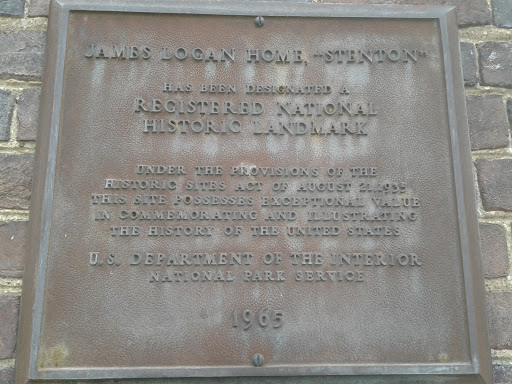 JAMES LOGAN HOME, "STENTON"
HAS BEEN DESIGNATED A
REGISTERED NATIONAL
HISTORIC LANDMARK
UNDER THE PROVISIONS OF THE
HISTORIC SITES ACT OF AUGUST 21, 1935
THIS SITE POSSESSES EXCEPTIONAL VALUE
IN COMMEMORATING AND ILLUSTRATING
THE HISTORY OF THE UNITED STATES
U.S. DEPARTMENT OF THE INTERIOR
NATIONAL PARK SERVICE
1965